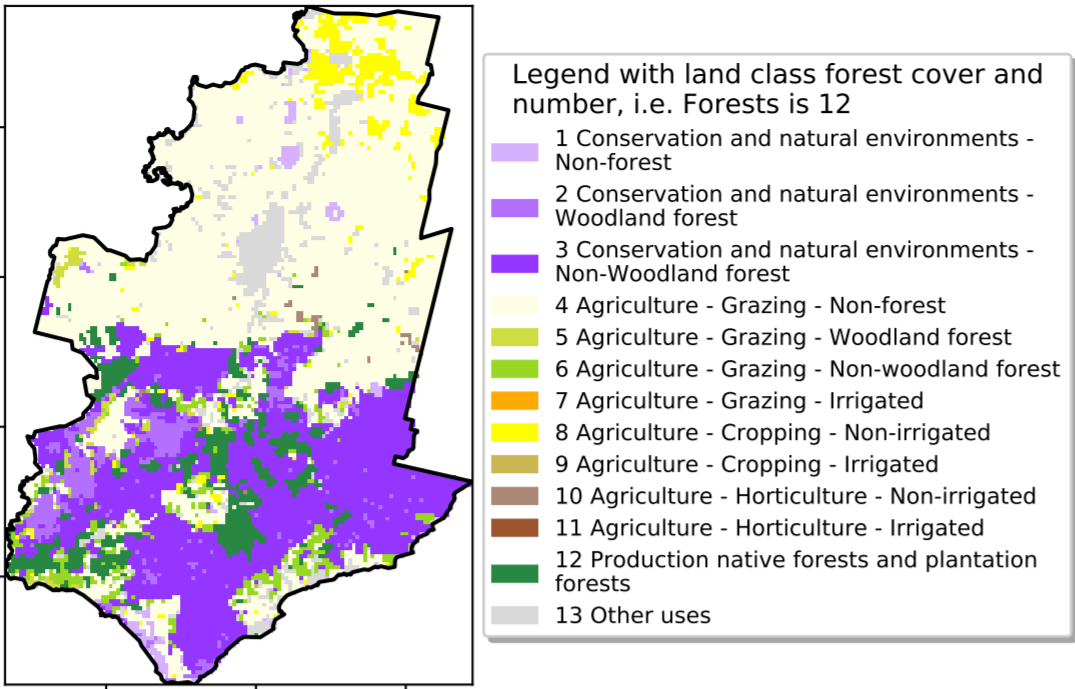 Legend with land class forest cover and
number, i.e. Forests is 12
1 Conservation and natural environments -
Non-forest
2 Conservation and natural environments -
Woodland forest
3 Conservation and natural environments -
Non-Woodland forest
4 Agriculture - Grazing - Non-forest
5 Agriculture - Grazing - Woodland forest
6 Agriculture - Grazing - Non-woodland forest
7 Agriculture - Grazing - Irrigated
8 Agriculture - Cropping - Non-irrigated
9 Agriculture - Cropping - Irrigated
10 Agriculture - Horticulture - Non-irrigated
11 Agriculture - Horticulture - Irrigated
12 Production native forests and plantation
forests
13 Other uses